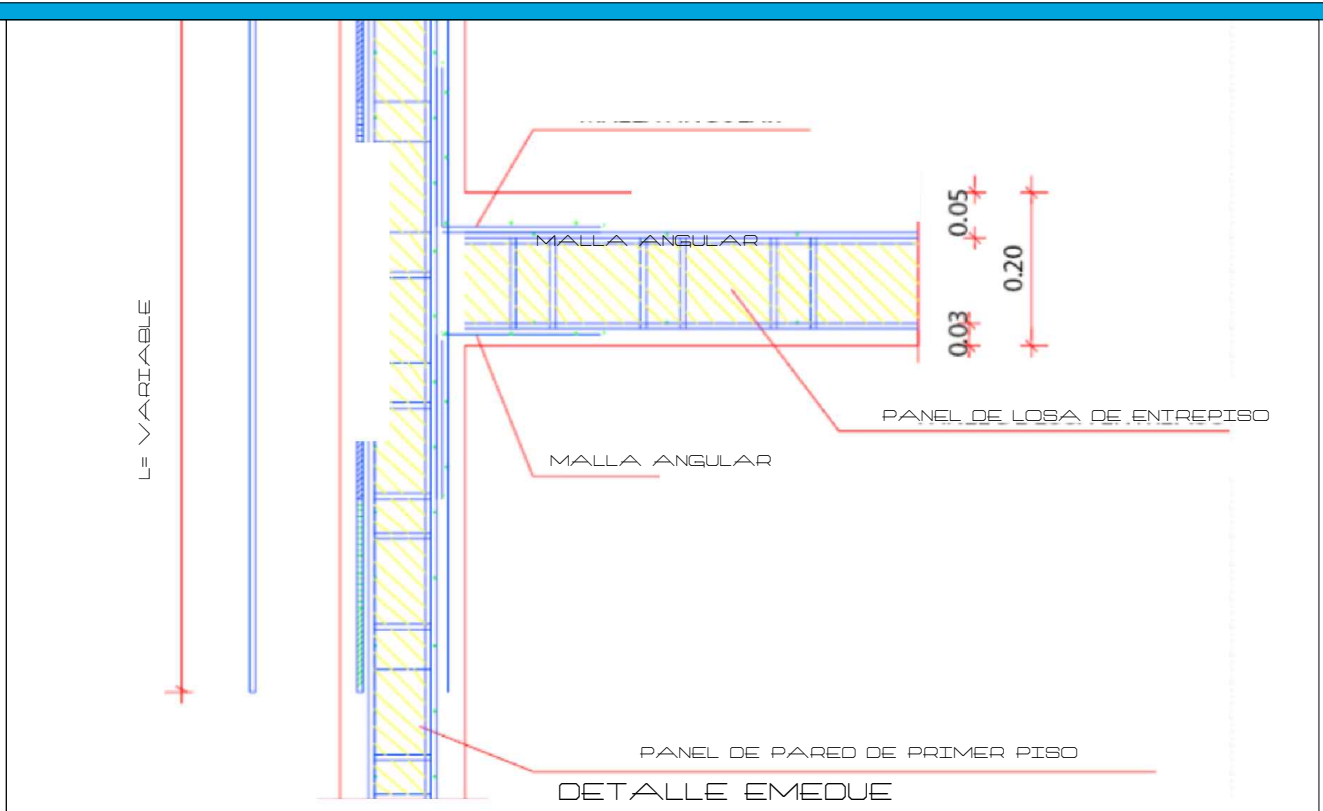 MALLA ANGULAR
0.05
0.20
0.03
L= VARIABLE
PANEL DE LOSA DE ENTREPISO
MALLA ANGULAR
PANEL DE PARED DE PRIMER PISO
DETALLE EMEDUE